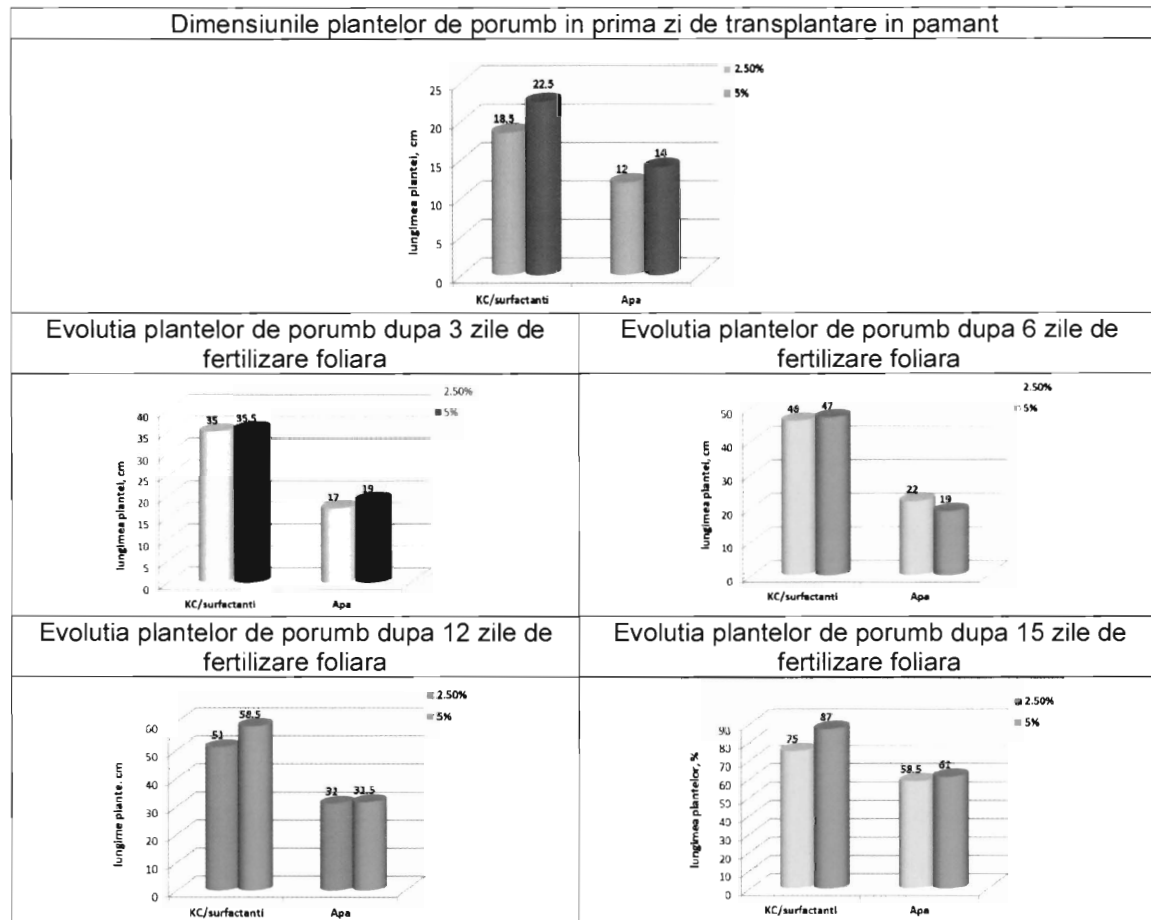 Dimensiunile plantelor de porumb in prima zi de transplantare in pamant
2.50%
5%
lungimea plantei, cm
25
20
15
10
5
0
18.5
22.5
12
14
KC/surfactanti
Apa
Evolutia plantelor de porumb dupa 3 zile de
fertilizare foliara
2.50%
5%
lungimea plantei, cm
40
35
30
25
20
15
10
5
0
35
35.5
17
19
KC/surfactanti
Apa
Evolutia plantelor de porumb dupa 6 zile de
fertilizare foliara
2.50%
5%
lungimea plantei, cm
50
40
30
20
10
0
47
22
19
KC/surfactanti
Apa
Evolutia plantelor de porumb dupa 12 zile de
fertilizare foliara
2.50%
5%
lungime plante. cm
60
50
40
30
20
10
0
51
58.5
31.5
KC/surfactanti
Apa
Evolutia plantelor de porumb dupa 15 zile de
fertilizare foliara
2.50%
5%
lungimea plantelor, %
90
80
70
60
50
40
30
20
10
0
75
87
58.5
61
KC/surfactanti
Apa